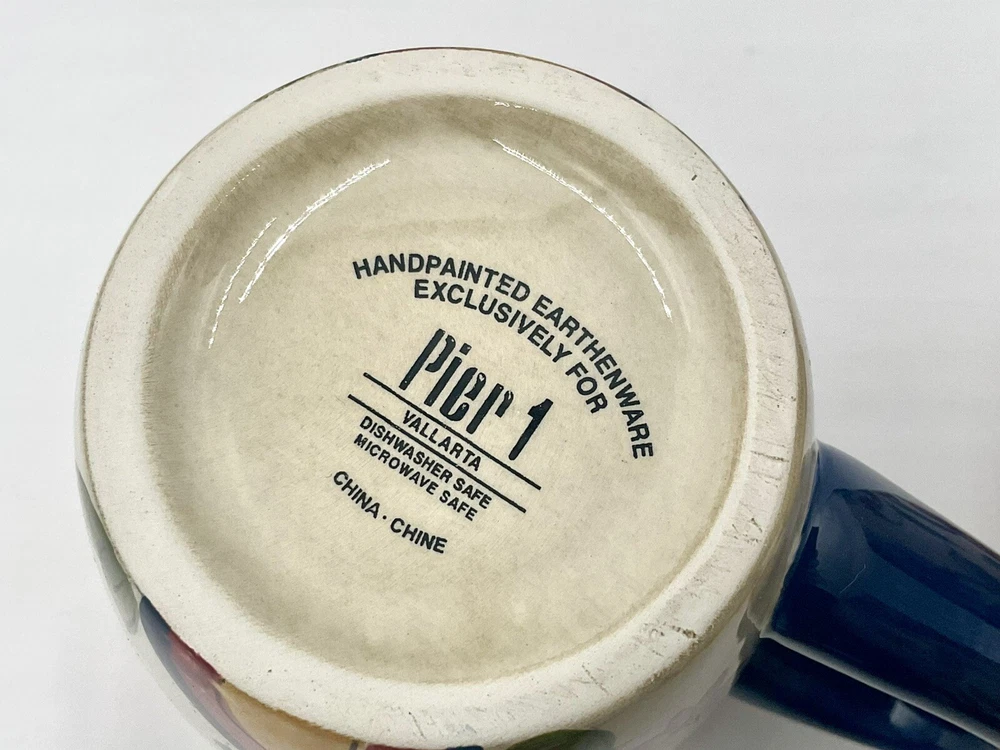 HANDPAINTED EARTHENWARE
EXCLUSIVELY FOR
Pier 1
VALLARTA
DISHWASHER SAFE
MICROWAVE SAFE
CHINA · CHINE